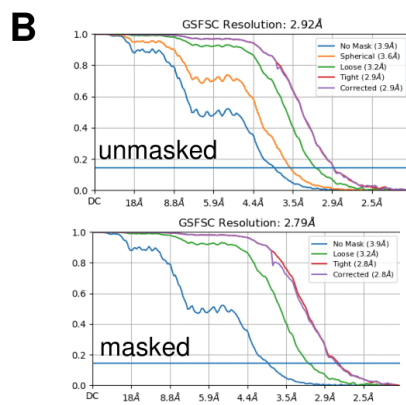 B
GSFSC Resolution: 2.92Å
1.0
0.8
0.6
0.4
0.2
0.0
No Mask (3.9Å)
Spherical (3.6Å)
Loose (3.2Å)
Tight (2.9Å)
Corrected (2.9Å)
unmasked
DC 18Å 8.8Å 5.9Å 4.4Å 3.5Å 2.9Å 2.5Å
GSFSC Resolution: 2.79Å
1.0
0.8
0.6
0.4
0.2
0.0
No Mask (3.9Å)
Loose (3.2Å)
Tight (2.8Å)
Corrected (2.8Å)
masked
DC 18Å 8.8Å 5.9Å 4.4Å 3.5Å 2.9Å 2.5Å